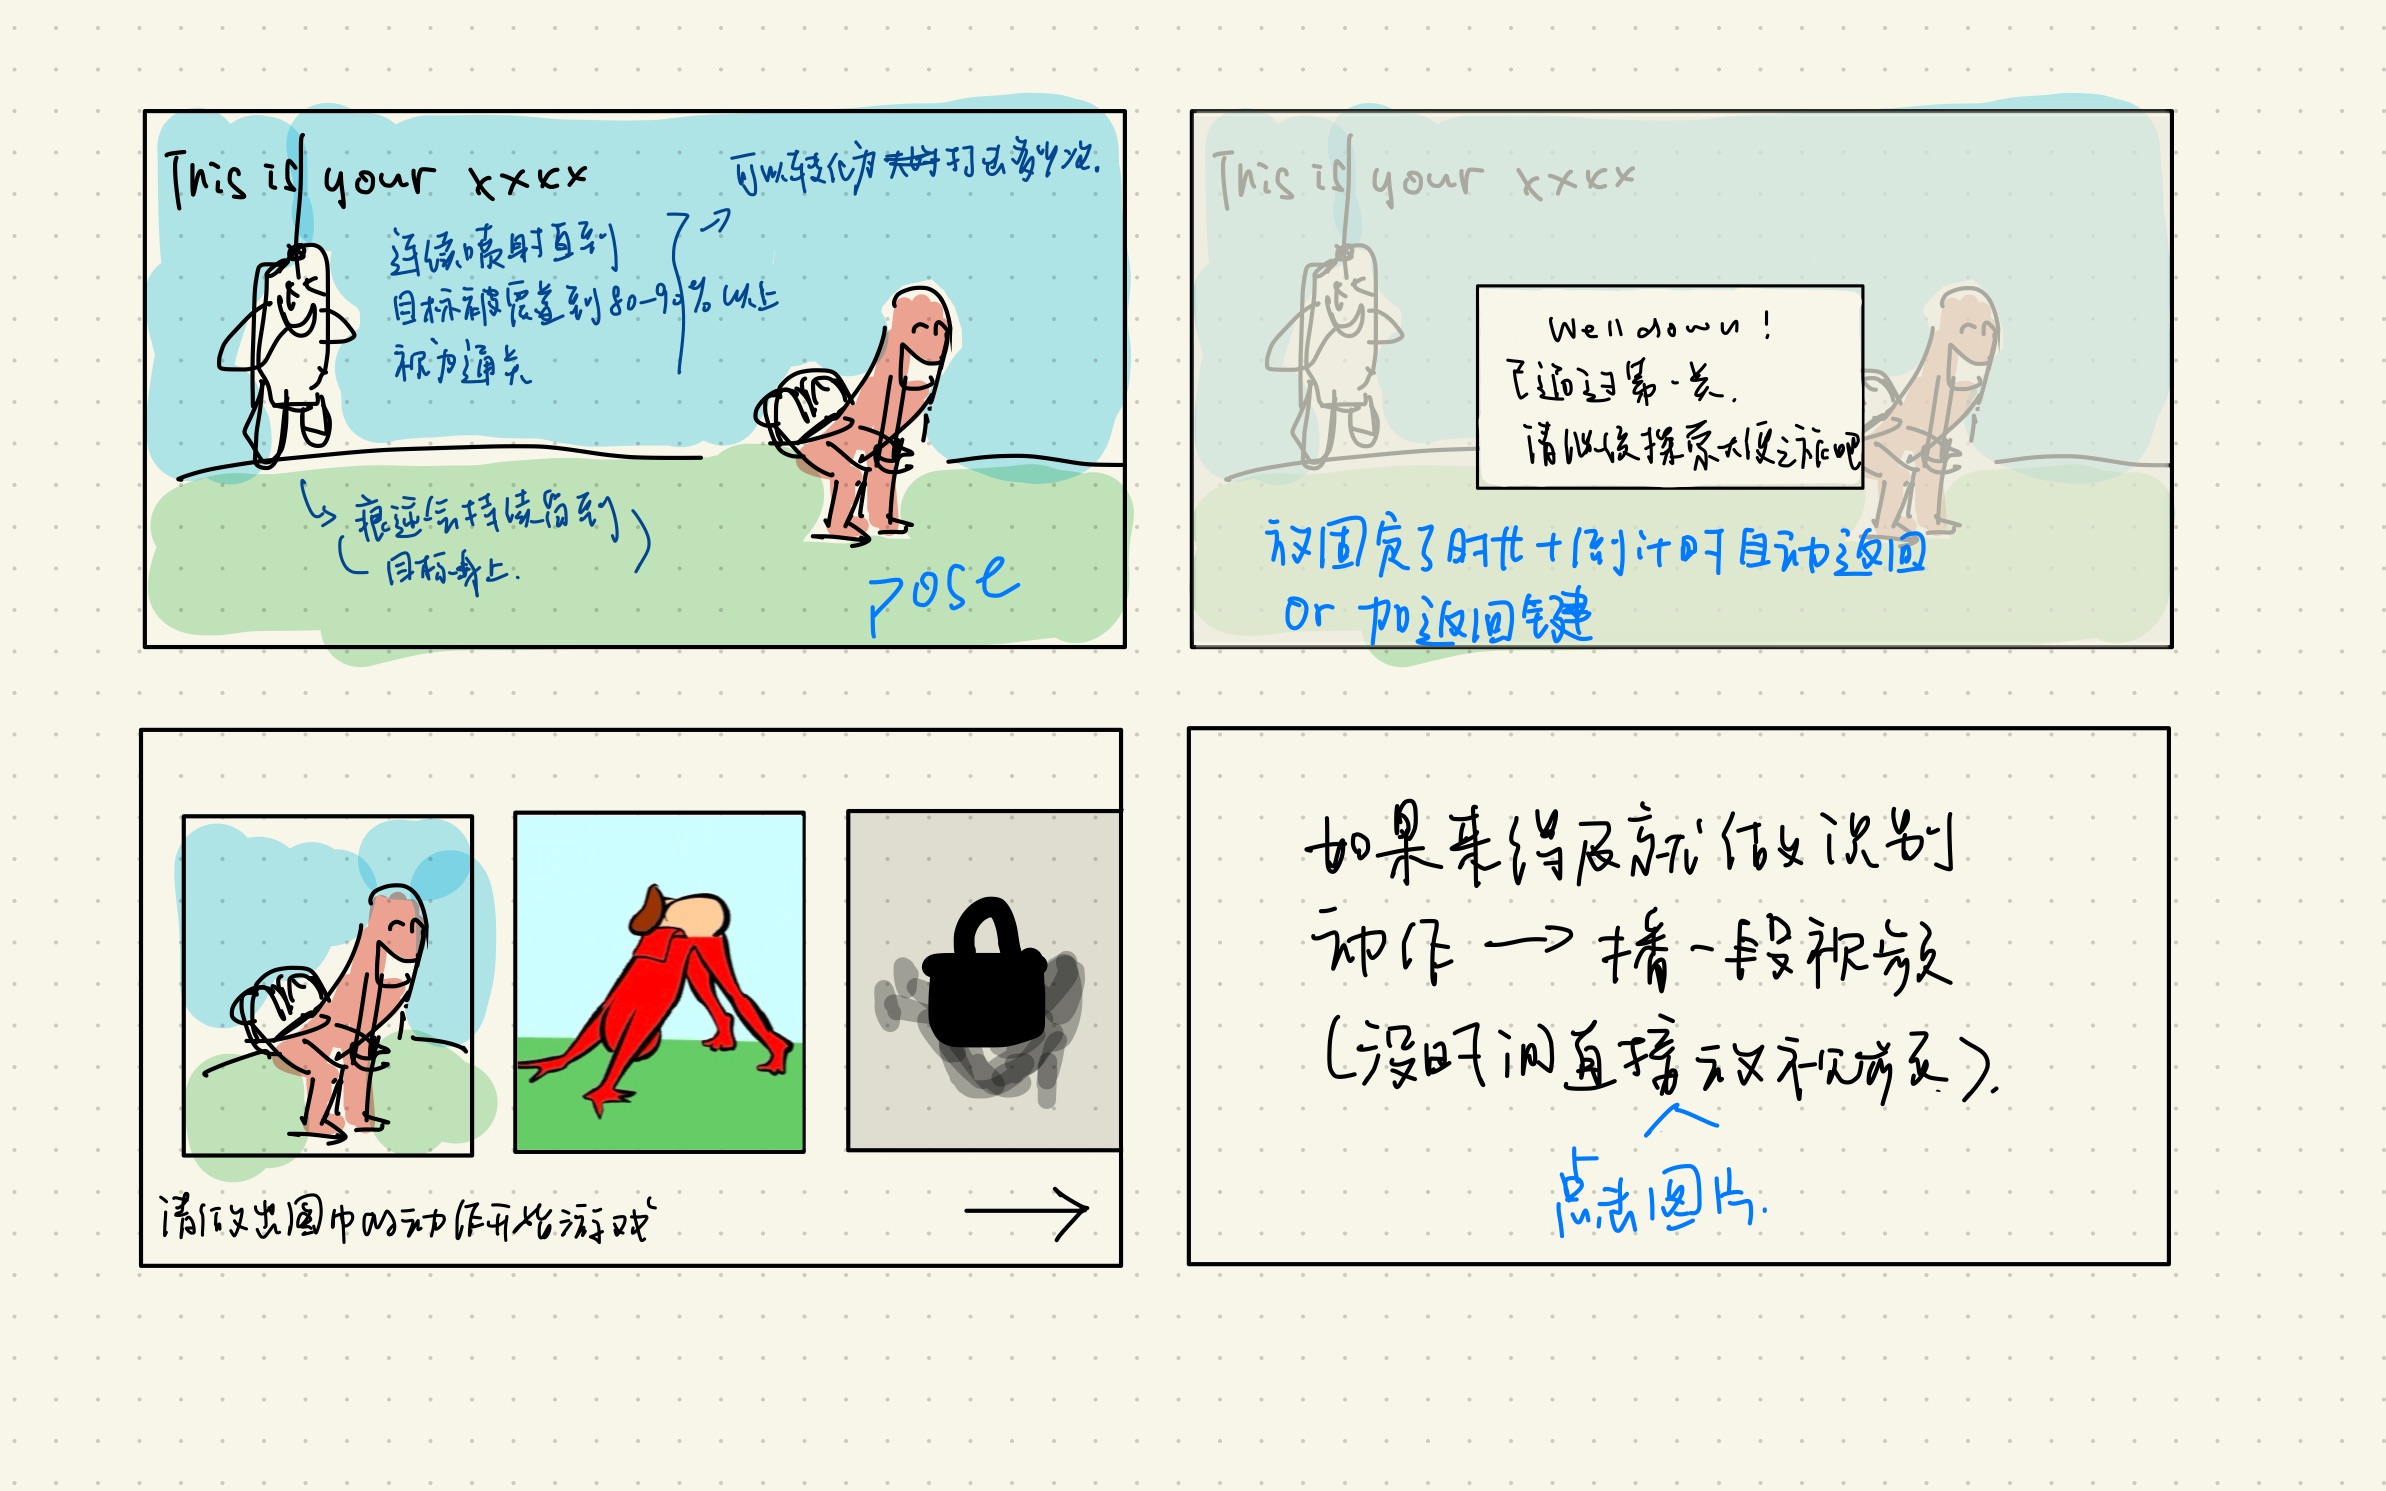 This is your xxxx
可以转化为打击多少次.
连续喷射直到
目标被覆盖到80-90%以上
视为通关
痕迹会持续留到
目标身上.
pose
This is your xxxx
Well down!
已通过第一关.
请继续探索大便之旅吧
放固定了时长+倒计时自动返回
or 加返回键
请做出图中的动作开始游戏
如果来得及就做识别
动作→播一段视频
(没时间直接放视频页).
点击图片.